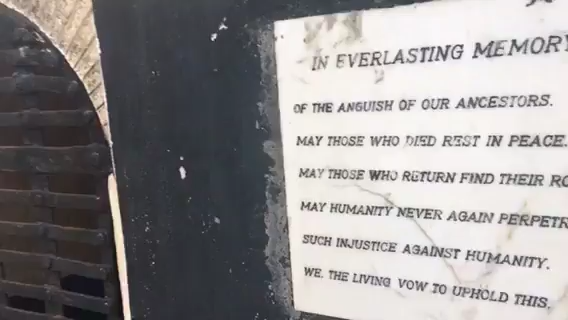 IN EVERLASTING MEMORY
OF THE ANGUISH OF OUR ANCESTORS.
MAY THOSE WHO DIED REST IN PEACE.
MAY THOSE WHO RETURN FIND THEIR RO
MAY HUMANITY NEVER AGAIN PERPETR
SUCH INJUSTICE AGAINST HUMANITY.
WE. THE LIVING VOW TO UPHOLD THIS.